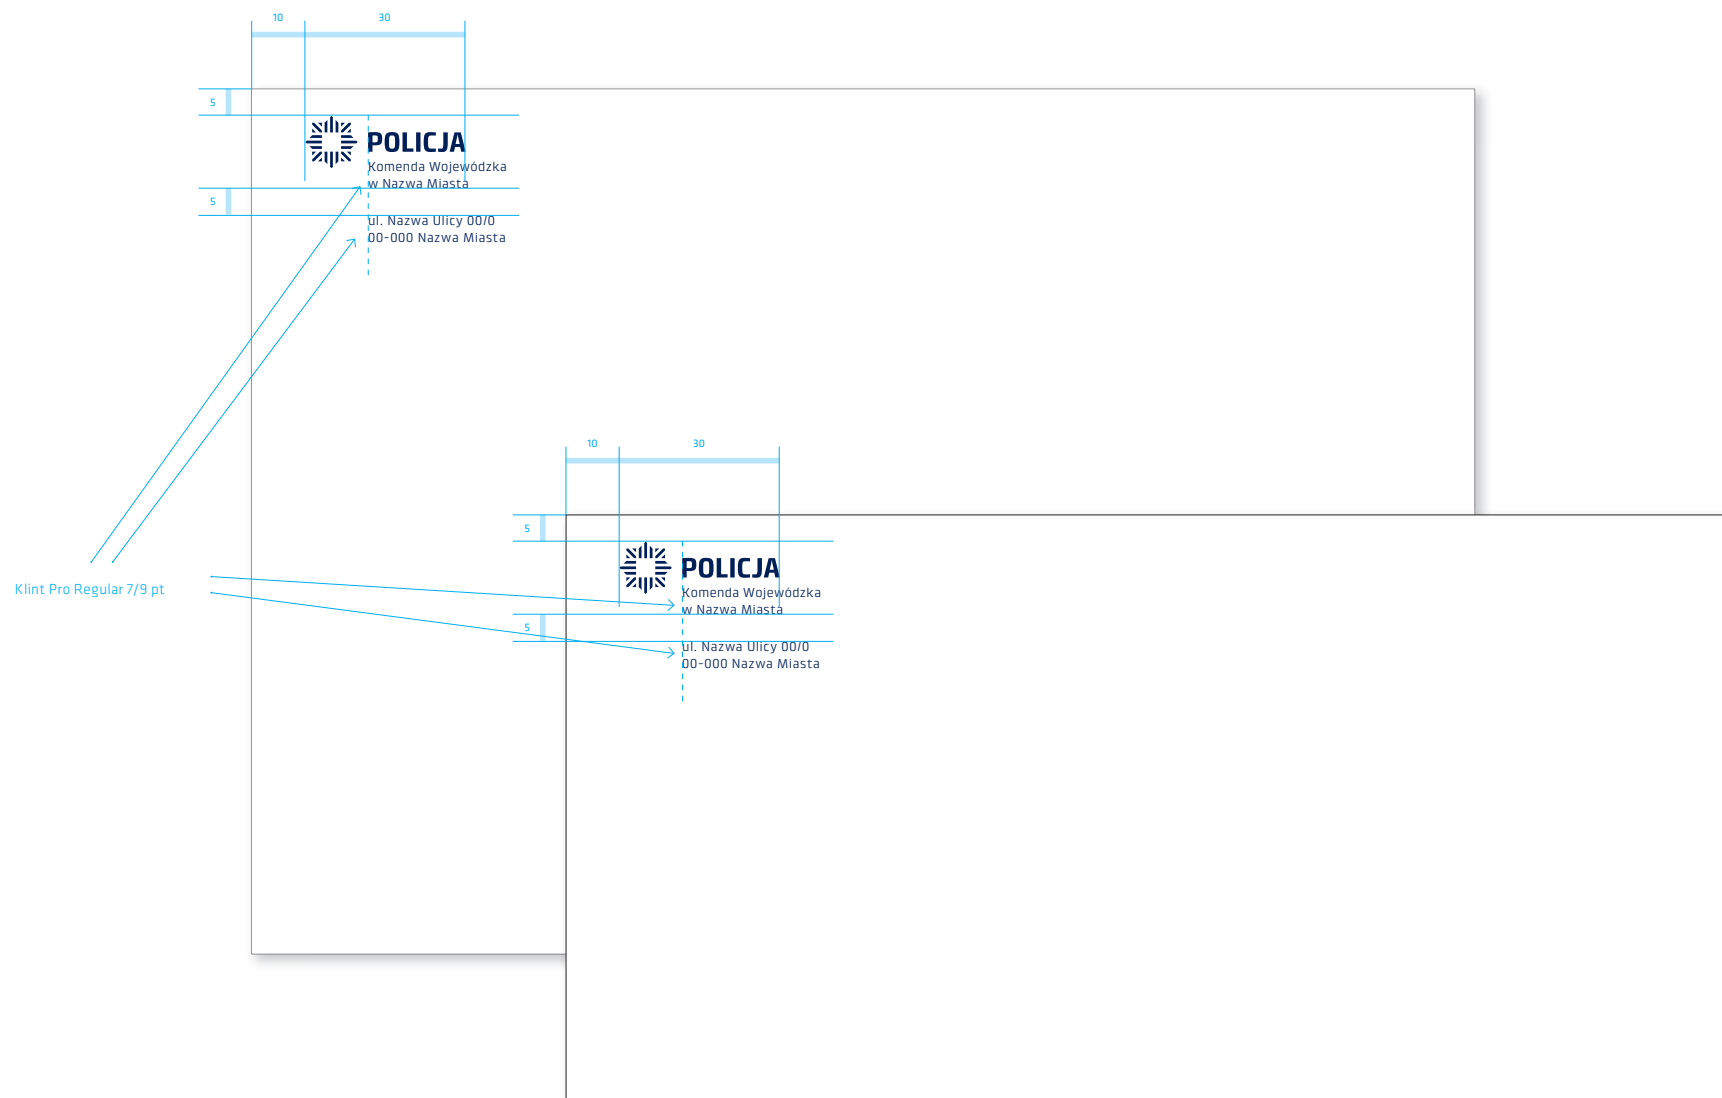 10
30
5
POLICJA
Komenda Wojewódzka
w Nazwa Miasta
5
ul. Nazwa Ulicy 00/0
00-000 Nazwa Miasta
10
30
5
POLICJA
Klint Pro Regular 7/9 pt
Komenda Wojewódzka
w Nazwa Miasta
5
ul. Nazwa Ulicy 00/0
00-000 Nazwa Miasta